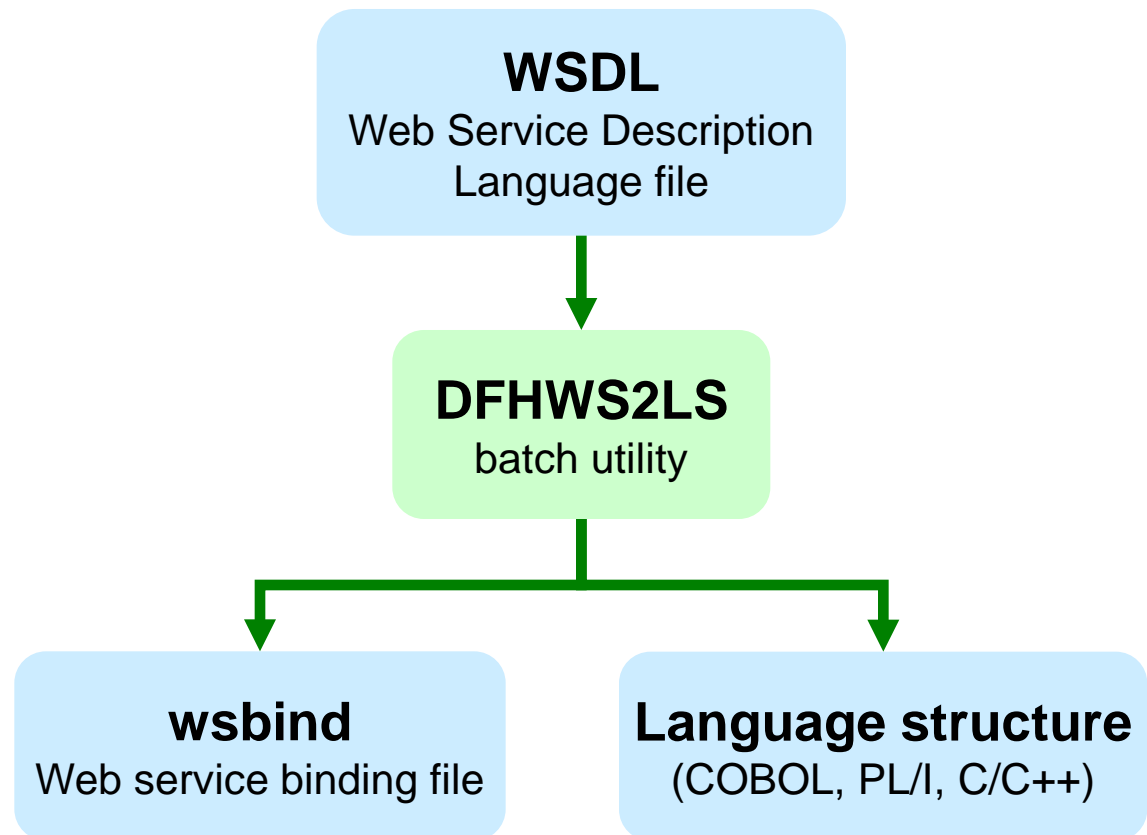 WSDL
Web Service Description
Language file
DFHWS2LS
batch utility
wsbind
Web service binding file
Language structure
(COBOL, PL/I, C/C++)